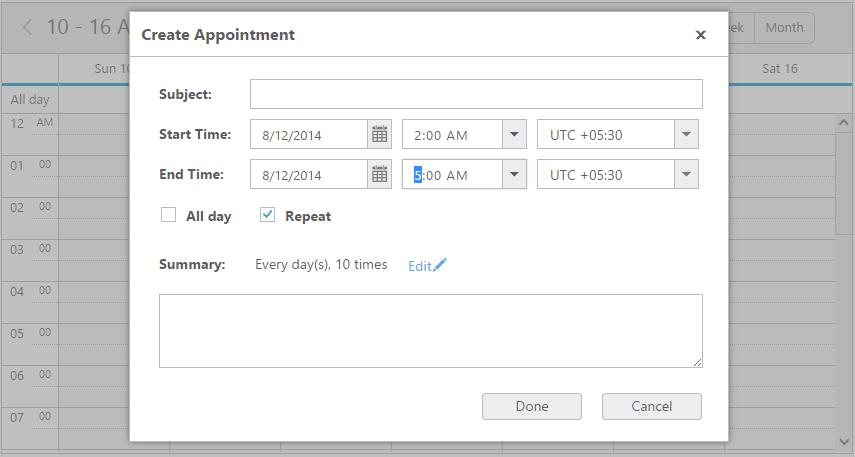 10 - 16 A
Create Appointment
eek Month
Sun 10
Sat 16
All day
12 AM
01 00
02 00
03 00
04 00
05 00
06 00
07 00
Subject:
Start Time: 8/12/2014 2:00 AM UTC +05:30
End Time: 8/12/2014 5:00 AM UTC +05:30
All day Repeat
Summary: Every day(s), 10 times Edit
Done Cancel